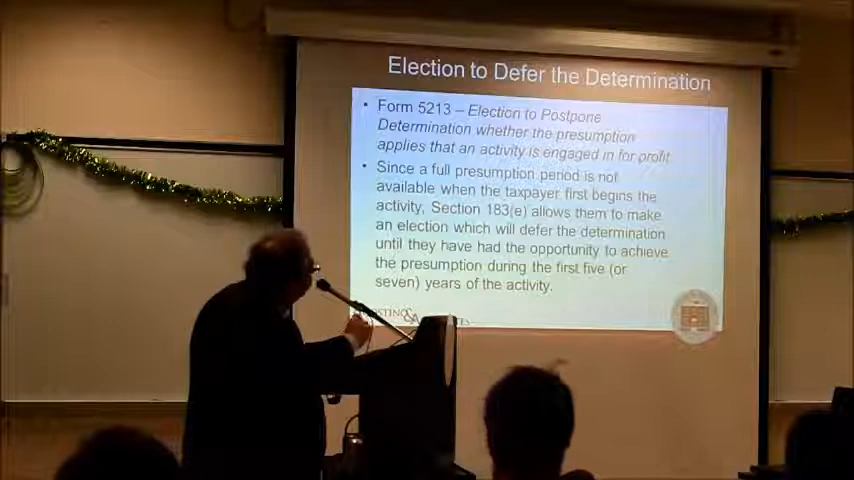 Election to Defer the Determination
• Form 5213 – Election to Postpone
Determination whether the presumption
applies that an activity is engaged in for profit.
• Since a full presumption period is not
available when the taxpayer first begins the
activity, Section 183(e) allows them to make
an election which will defer the determination
until they have had the opportunity to achieve
the presumption during the first five (or
seven) years of the activity.